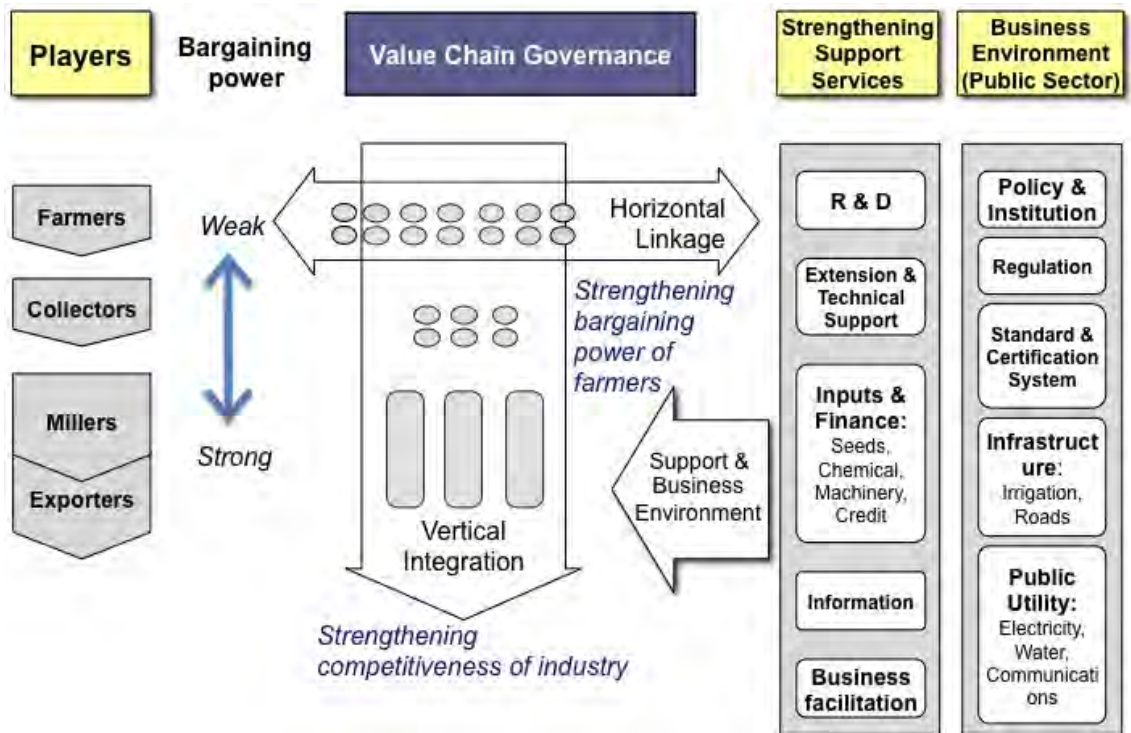 Players
Bargaining
power
Value Chain Governance
Strengthening
Support
Services
Business
Environment
(Public Sector)
Farmers
Collectors
Millers
Exporters
Weak
Strong
Horizontal
Linkage
Strengthening
bargaining
power of
farmers
Support &
Business
Environment
Vertical
Integration
Strengthening
competitiveness of industry
R & D
Extension &
Technical
Support
Inputs &
Finance:
Seeds,
Chemical,
Machinery,
Credit
Information
Business
facilitation
Policy &
Institution
Regulation
Standard &
Certification
System
Infrastruct
ure:
Irrigation,
Roads
Public
Utility:
Electricity,
Water,
Communicati
ons